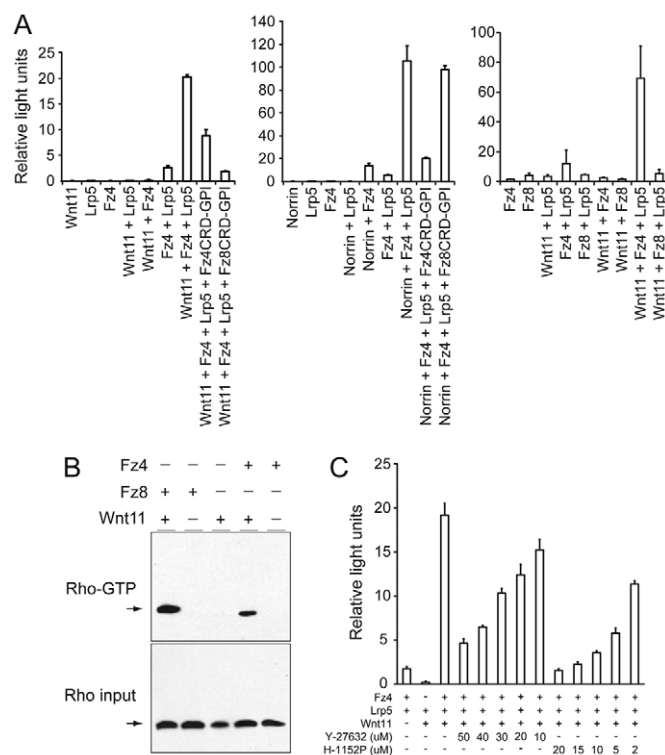 A
Relative light units
25
20
15
10
5
0
Wnt11
Lrp5
Fz4
Wnt11 + Lrp5
Wnt11 + Fz4
Fz4 + Lrp5
Wnt11 + Fz4 + Lrp5
Wnt11 + Fz4 + Lrp5 + Fz4CRD-GPI
Wnt11 + Fz4 + Lrp5 + Fz8CRD-GPI
140
120
100
80
60
40
20
0
Norrin
Lrp5
Fz4
Norrin + Lrp5
Norrin + Fz4
Fz4 + Lrp5
Norrin + Fz4 + Lrp5
Norrin + Fz4 + Lrp5 + Fz4CRD-GPI
Norrin + Fz4 + Lrp5 + Fz8CRD-GPI
100
80
60
40
20
0
Fz4
Fz8
Wnt11 + Lrp5
Fz4 + Lrp5
Fz8 + Lrp5
Wnt11 + Fz4
Wnt11 + Fz8
Wnt11 + Fz4 + Lrp5
Wnt11 + Fz8 + Lrp5
B
Fz4 – – – + +
Fz8 + + – – –
Wnt11 + – + + –
Rho-GTP
Rho input
C
Relative light units
25
20
15
10
5
0
Fz4 + - + + + + + + + + + + +
Lrp5 + - + + + + + + + + + + +
Wnt11 - + + + + + + + + + + + +
Y-27632 (uM) - - - 50 40 30 20 10 - - - - -
H-1152P (uM) - - - - - - - - 20 15 10 5 2